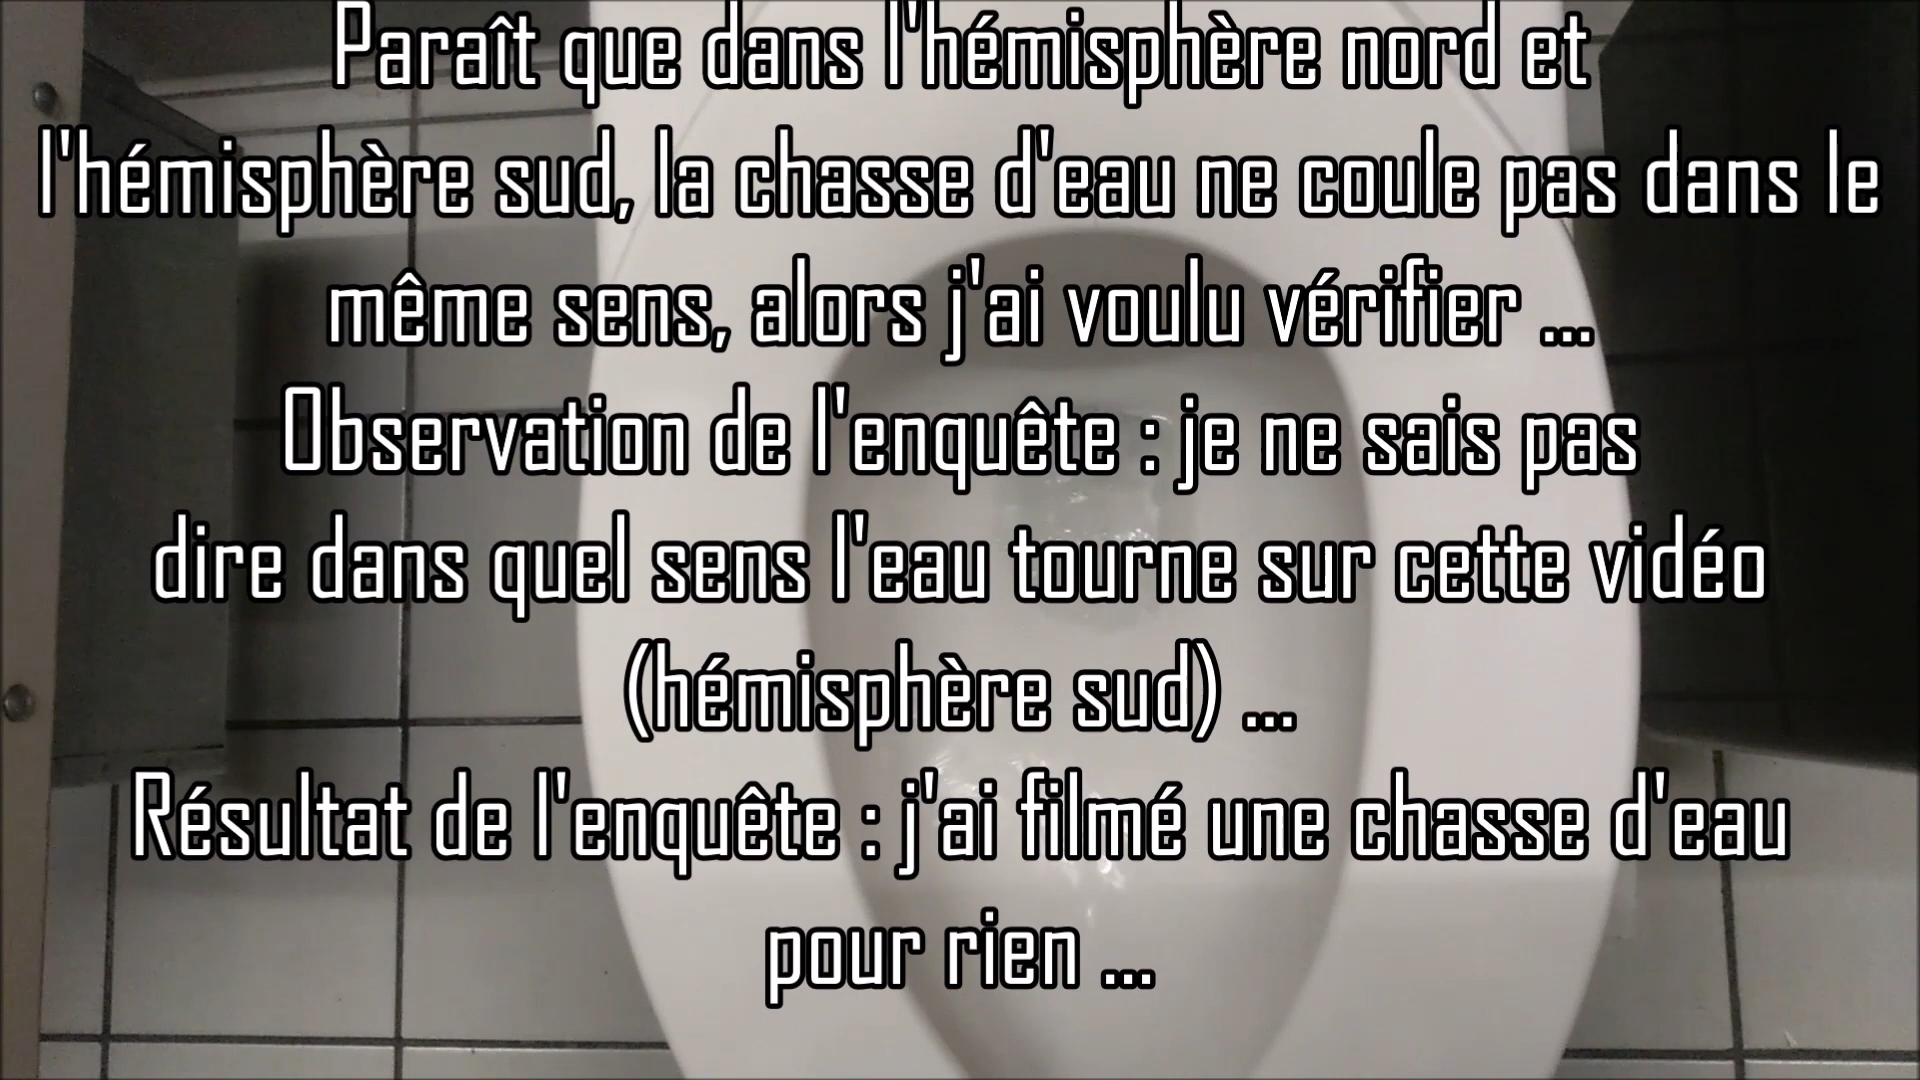 Paraît que dans l'hémisphère nord et
l'hémisphère sud, la chasse d'eau ne coule pas dans le
même sens, alors j'ai voulu vérifier ...
Observation de l'enquête : je ne sais pas
dire dans quel sens l'eau tourne sur cette vidéo
(hémisphère sud) ...
Résultat de l'enquête : j'ai filmé une chasse d'eau
pour rien ...